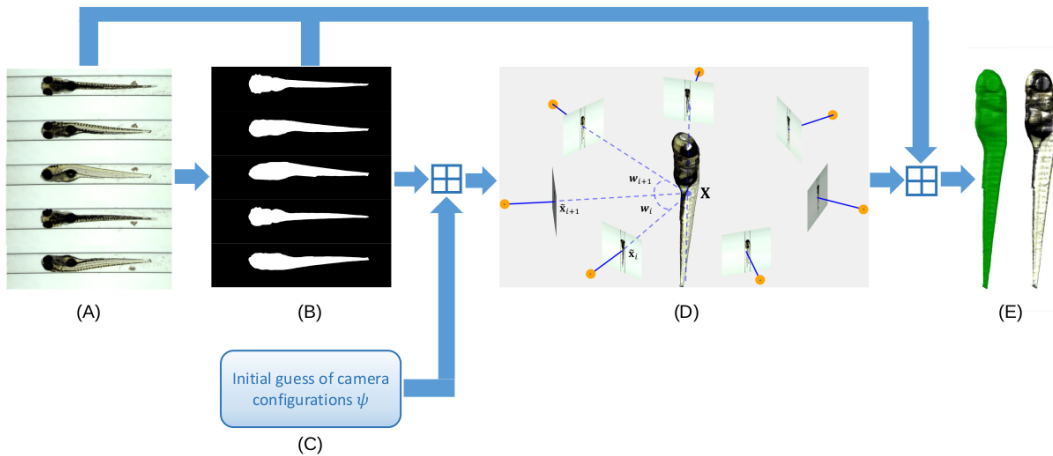 w_{i+1}
X
x̃_{i+1}
w_i
x̃_i
(A)
(B)
(D)
(E)
Initial guess of camera
configurations ψ
(C)